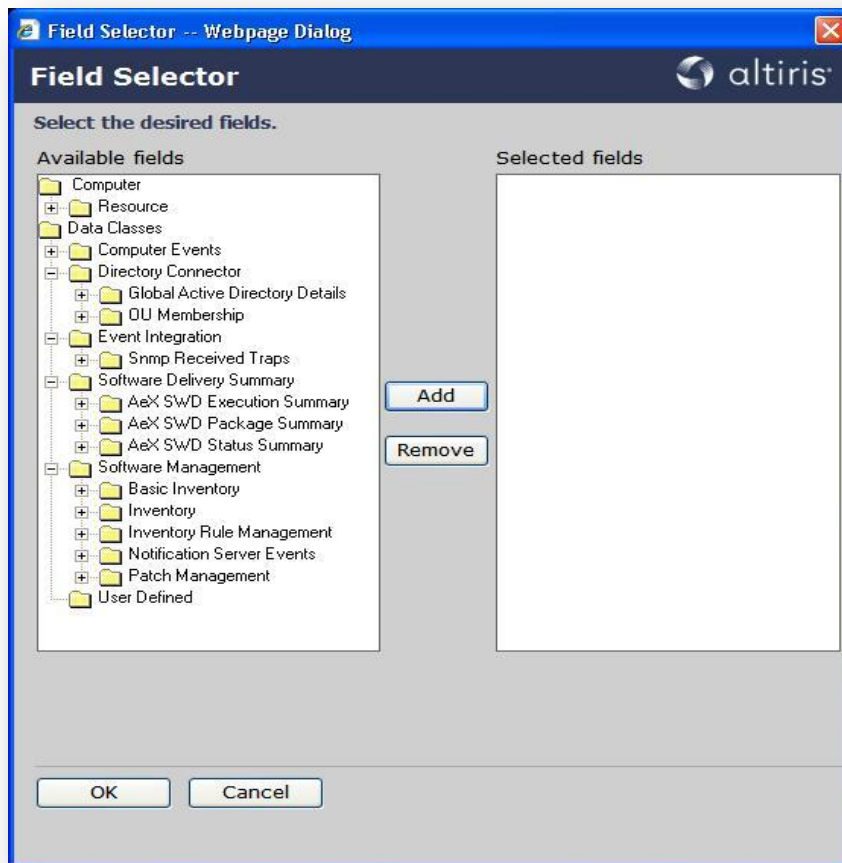 Field Selector -- Webpage Dialog
Field Selector
altiris
Select the desired fields.
Available fields
Selected fields
Computer
Resource
Data Classes
Computer Events
Directory Connector
Global Active Directory Details
OU Membership
Event Integration
Snmp Received Traps
Software Delivery Summary
AeX SWD Execution Summary
AeX SWD Package Summary
AeX SWD Status Summary
Software Management
Basic Inventory
Inventory
Inventory Rule Management
Notification Server Events
Patch Management
User Defined
Add
Remove
OK
Cancel